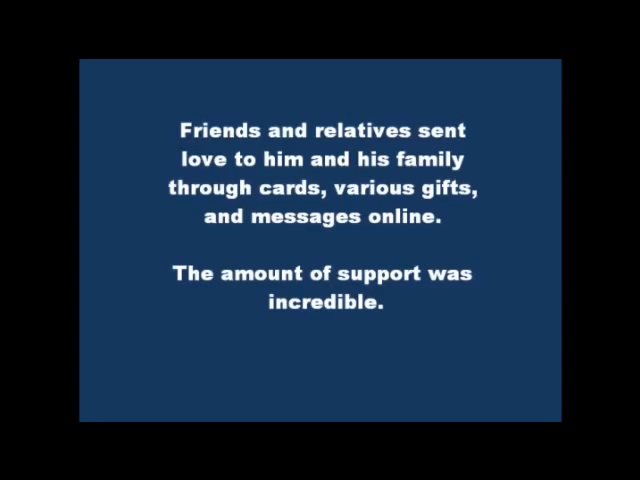 Friends and relatives sent
love to him and his family
through cards, various gifts,
and messages online.
The amount of support was
incredible.